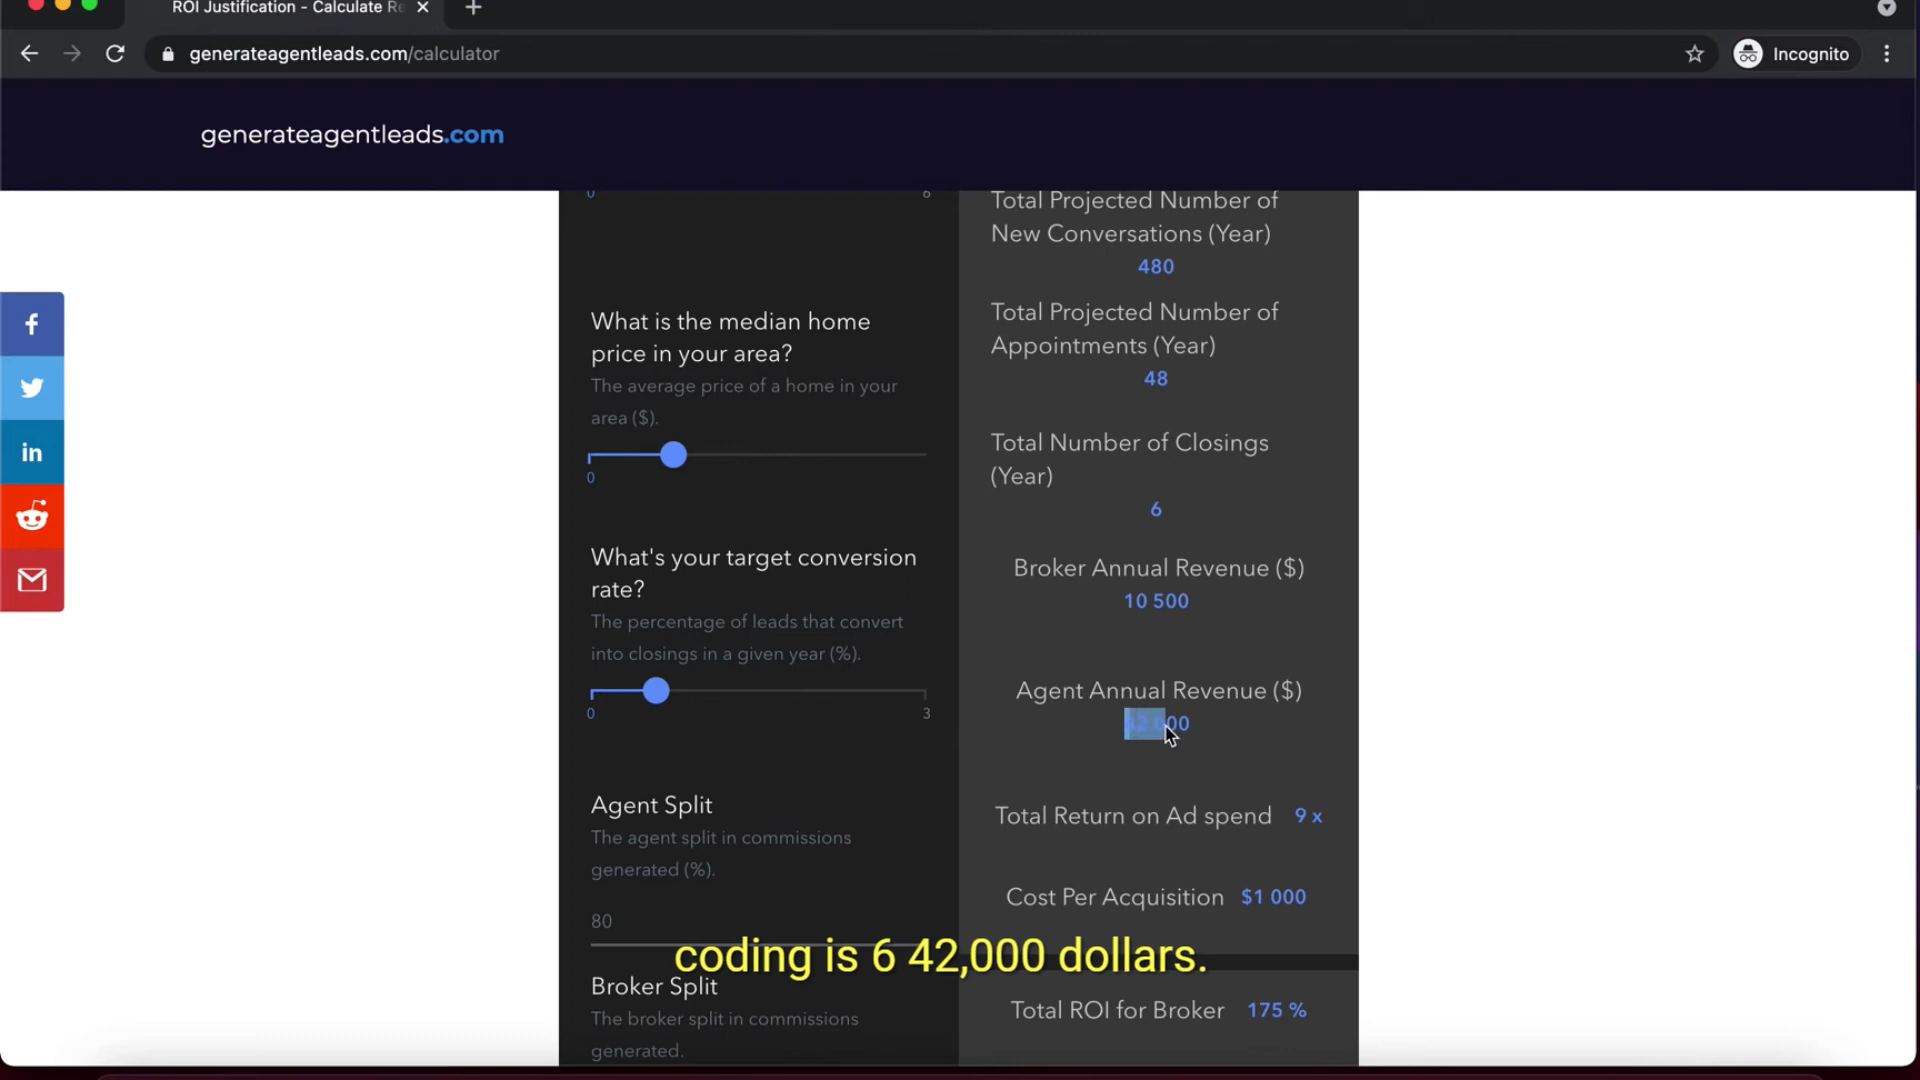 ROI Justification - Calculate Re
generateagentleads.com/calculator
Incognito
generateagentleads.com
0
6
What is the median home
price in your area?
The average price of a home in your
area ($).
0
What's your target conversion
rate?
The percentage of leads that convert
into closings in a given year (%).
0
3
Agent Split
The agent split in commissions
generated (%).
80
Broker Split
The broker split in commissions
generated.
Total Projected Number of
New Conversations (Year)
480
Total Projected Number of
Appointments (Year)
48
Total Number of Closings
(Year)
6
Broker Annual Revenue ($)
10 500
Agent Annual Revenue ($)
42 000
Total Return on Ad spend 9 x
Cost Per Acquisition $1 000
Total ROI for Broker 175 %
coding is 6 42,000 dollars.